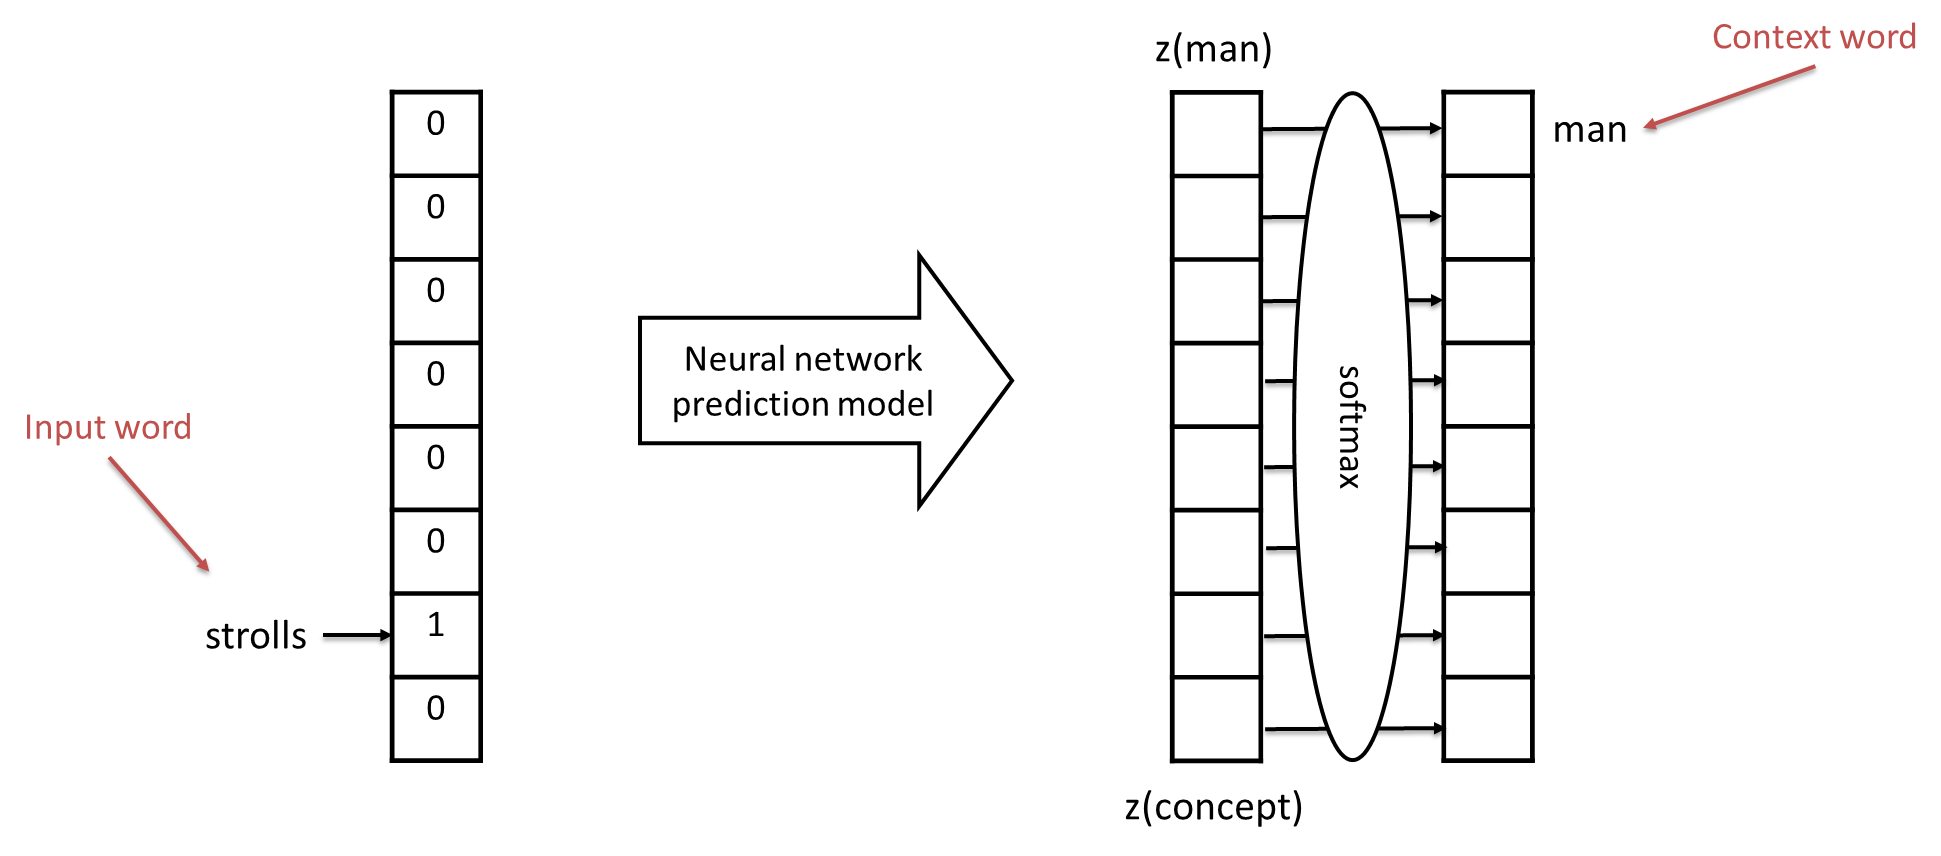 z(man)
Context word
0
man
0
0
Neural network
prediction model
0
softmax
Input word
0
0
strolls
1
0
z(concept)